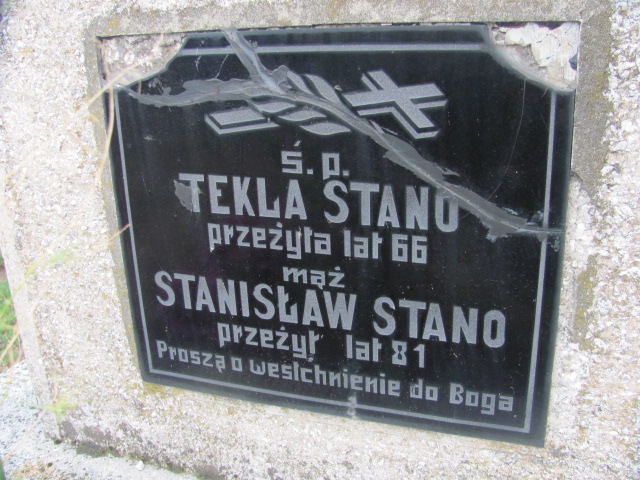 ś. p.
TEKLA STANO
przeżyła lat 66
mąż
STANISŁAW STANO
przeżył lat 81
Proszą o westchnienie do Boga